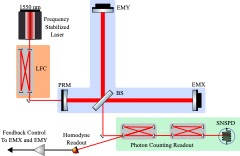 1550 nm
Frequency
Stabilized
Laser
EMY
LFC
PRM
BS
EMX
SNSPD
Photon Counting Readout
Homodyne
Readout
Feedback Control
To EMX and EMY